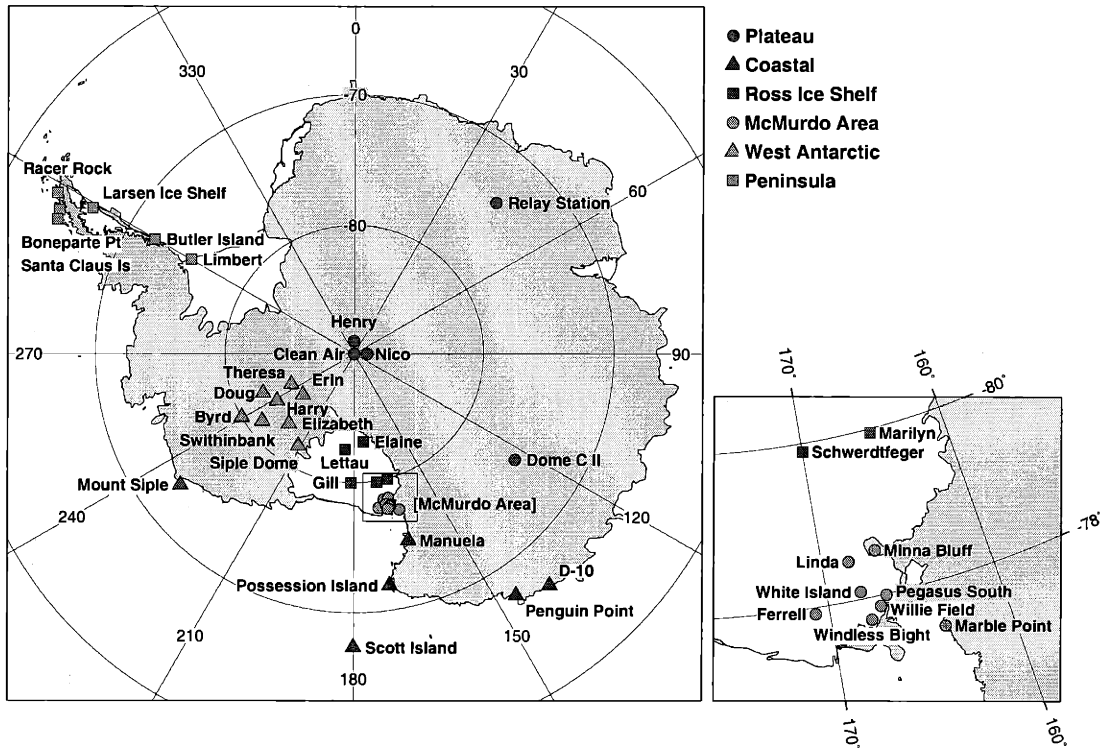 0
330
30
-70
60
-80
270
90
240
120
210
150
180
Racer Rock
Larsen Ice Shelf
Boneparte Pt
Santa Claus Is
Butler Island
Limbert
Relay Station
Henry
Clean Air
Nico
Theresa
Erin
Doug
Harry
Byrd
Elizabeth
Swithinbank
Siple Dome
Elaine
Lettau
Gill
Dome C II
Mount Siple
[McMurdo Area]
Manuela
Possession Island
D-10
Penguin Point
Scott Island
Plateau
Coastal
Ross Ice Shelf
McMurdo Area
West Antarctic
Peninsula
170°
160°
-80°
Marilyn
Schwerdtfeger
-78°
Minna Bluff
Linda
White Island
Pegasus South
Willie Field
Ferrell
Windless Bight
Marble Point
170°
160°